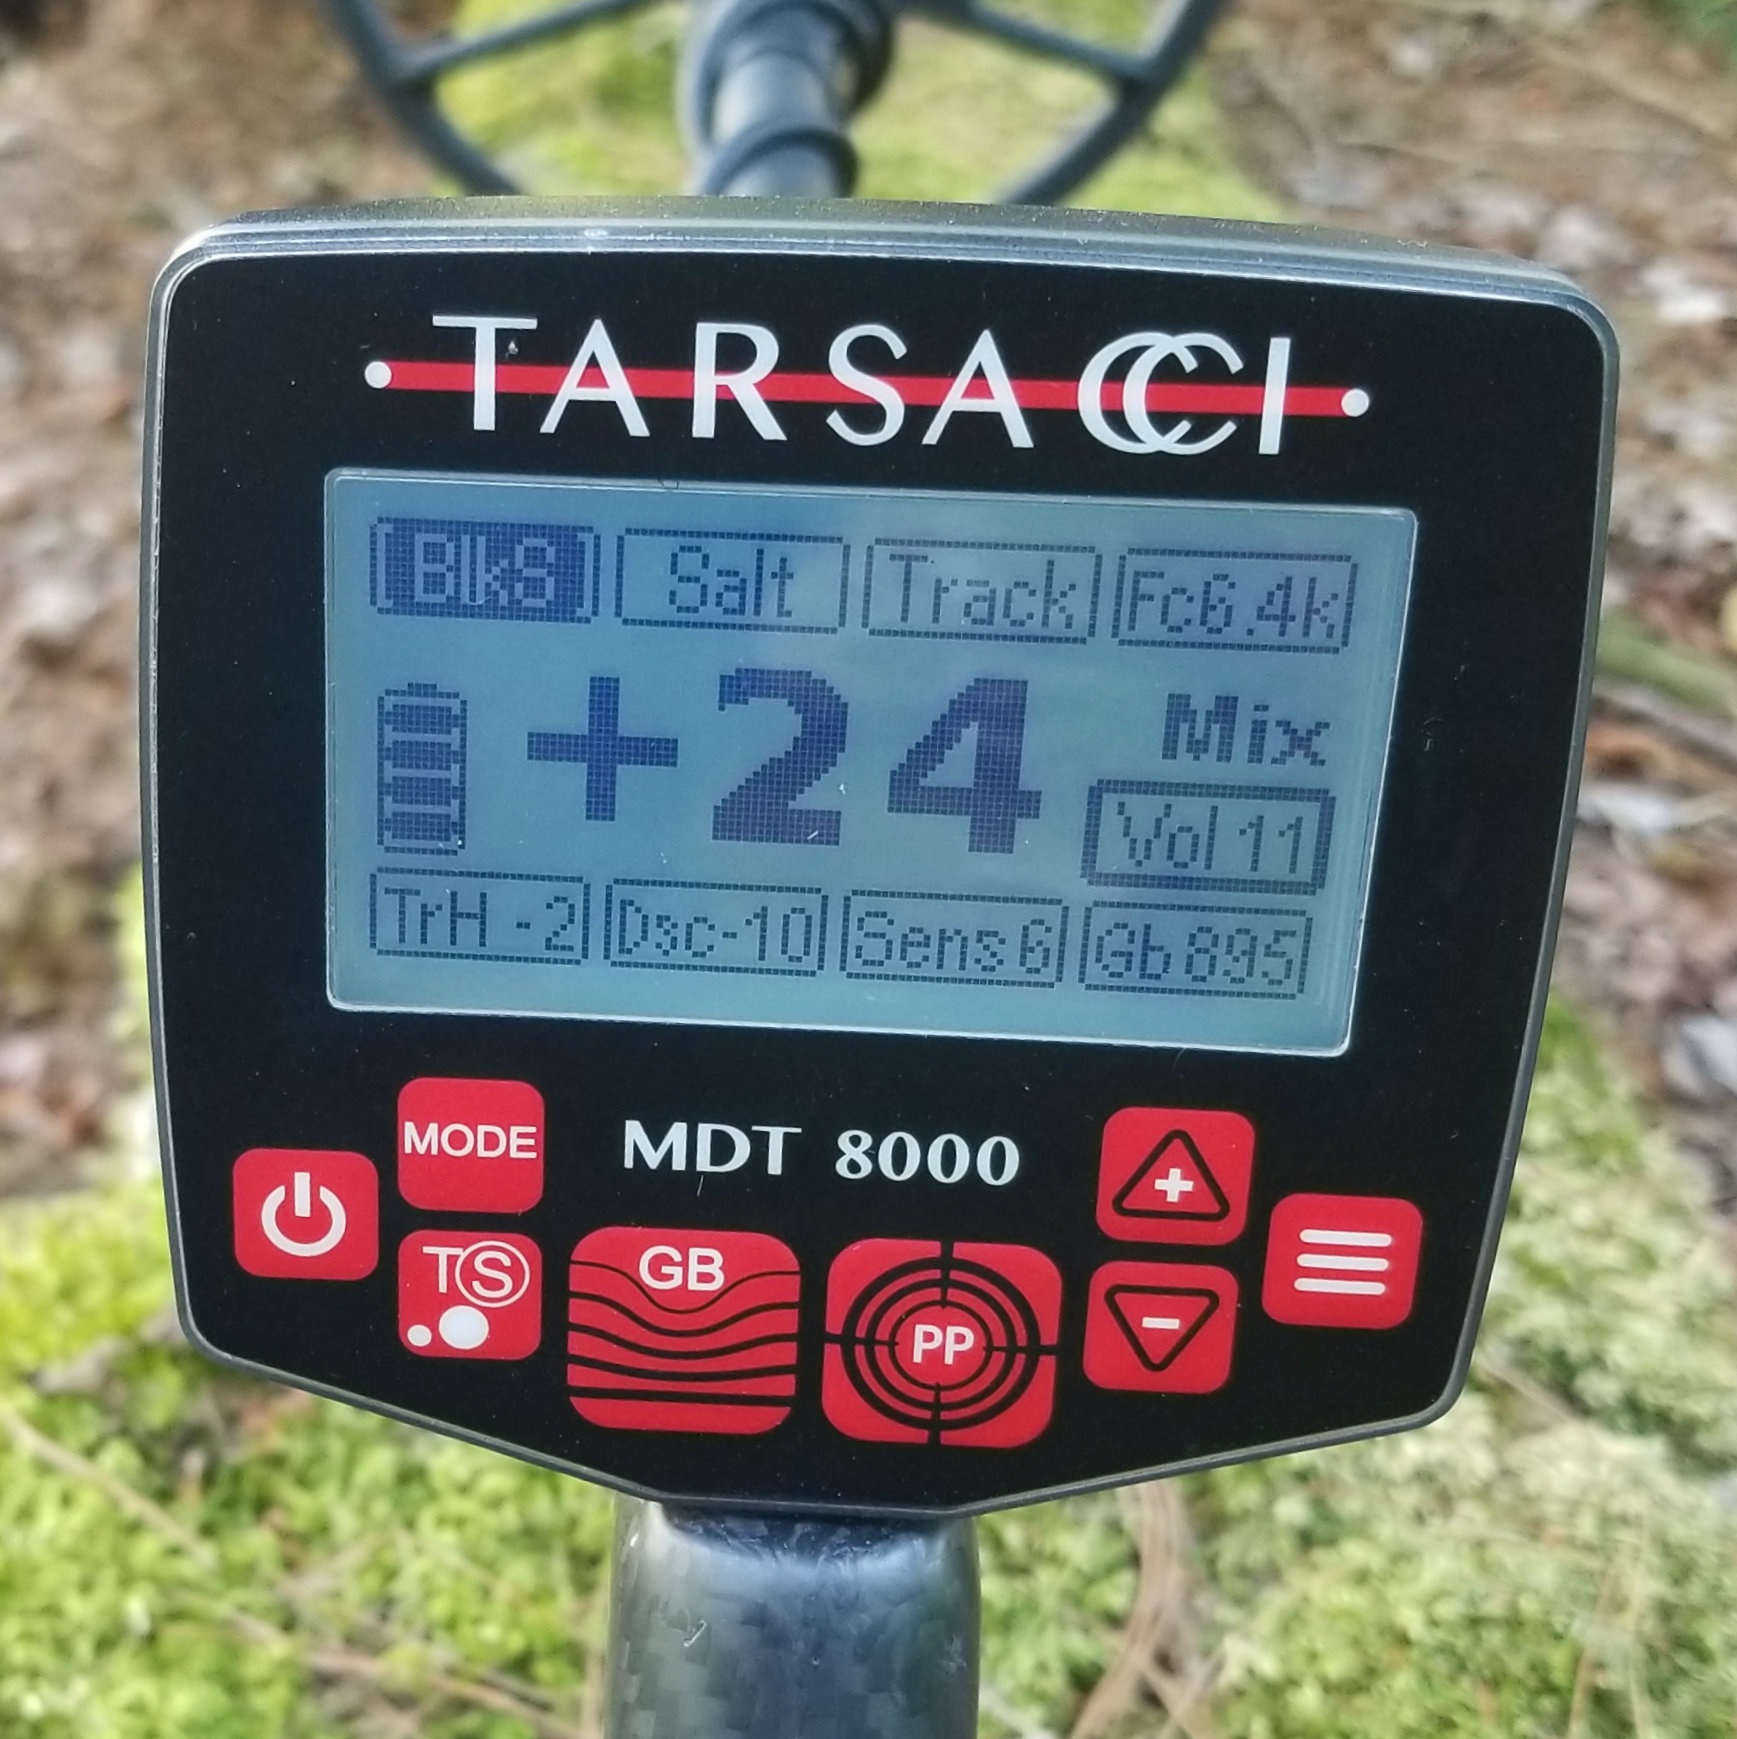 TARSACCI
Blk8 Salt Track Fc6.4k
+24 Mix
Vol 11
TrH -2 Dsc-10 Sens 6 Gb 895
MODE
MDT 8000
+
TS
GB
PP
-